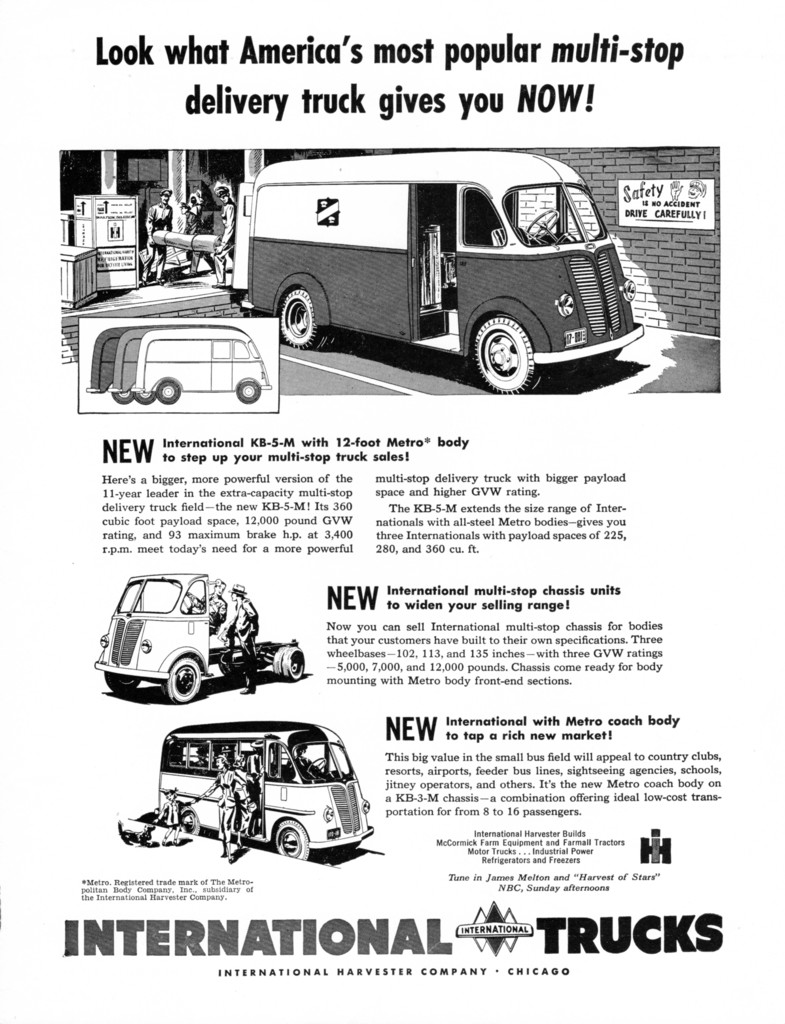 Look what America's most popular multi-stop
delivery truck gives you NOW!
Safety
IS NO ACCIDENT
DRIVE CAREFULLY!
NEW International KB-5-M with 12-foot Metro* body
to step up your multi-stop truck sales!
Here's a bigger, more powerful version of the
11-year leader in the extra-capacity multi-stop
delivery truck field—the new KB-5-M! Its 360
cubic foot payload space, 12,000 pound GVW
rating, and 93 maximum brake h.p. at 3,400
r.p.m. meet today's need for a more powerful
multi-stop delivery truck with bigger payload
space and higher GVW rating.
The KB-5-M extends the size range of Inter-
nationals with all-steel Metro bodies—gives you
three Internationals with payload spaces of 225,
280, and 360 cu. ft.
NEW International multi-stop chassis units
to widen your selling range!
Now you can sell International multi-stop chassis for bodies
that your customers have built to their own specifications. Three
wheelbases—102, 113, and 135 inches—with three GVW ratings
—5,000, 7,000, and 12,000 pounds. Chassis come ready for body
mounting with Metro body front-end sections.
NEW International with Metro coach body
to tap a rich new market!
This big value in the small bus field will appeal to country clubs,
resorts, airports, feeder bus lines, sightseeing agencies, schools,
jitney operators, and others. It's the new Metro coach body on
a KB-3-M chassis—a combination offering ideal low-cost trans-
portation for from 8 to 16 passengers.
International Harvester Builds
McCormick Farm Equipment and Farmall Tractors
Motor Trucks . . . Industrial Power
Refrigerators and Freezers
IH
Tune in James Melton and "Harvest of Stars"
NBC, Sunday afternoons
*Metro. Registered trade mark of The Metro-
politan Body Company, Inc., subsidiary of
the International Harvester Company.
INTERNATIONAL INTERNATIONAL TRUCKS
INTERNATIONAL HARVESTER COMPANY • CHICAGO